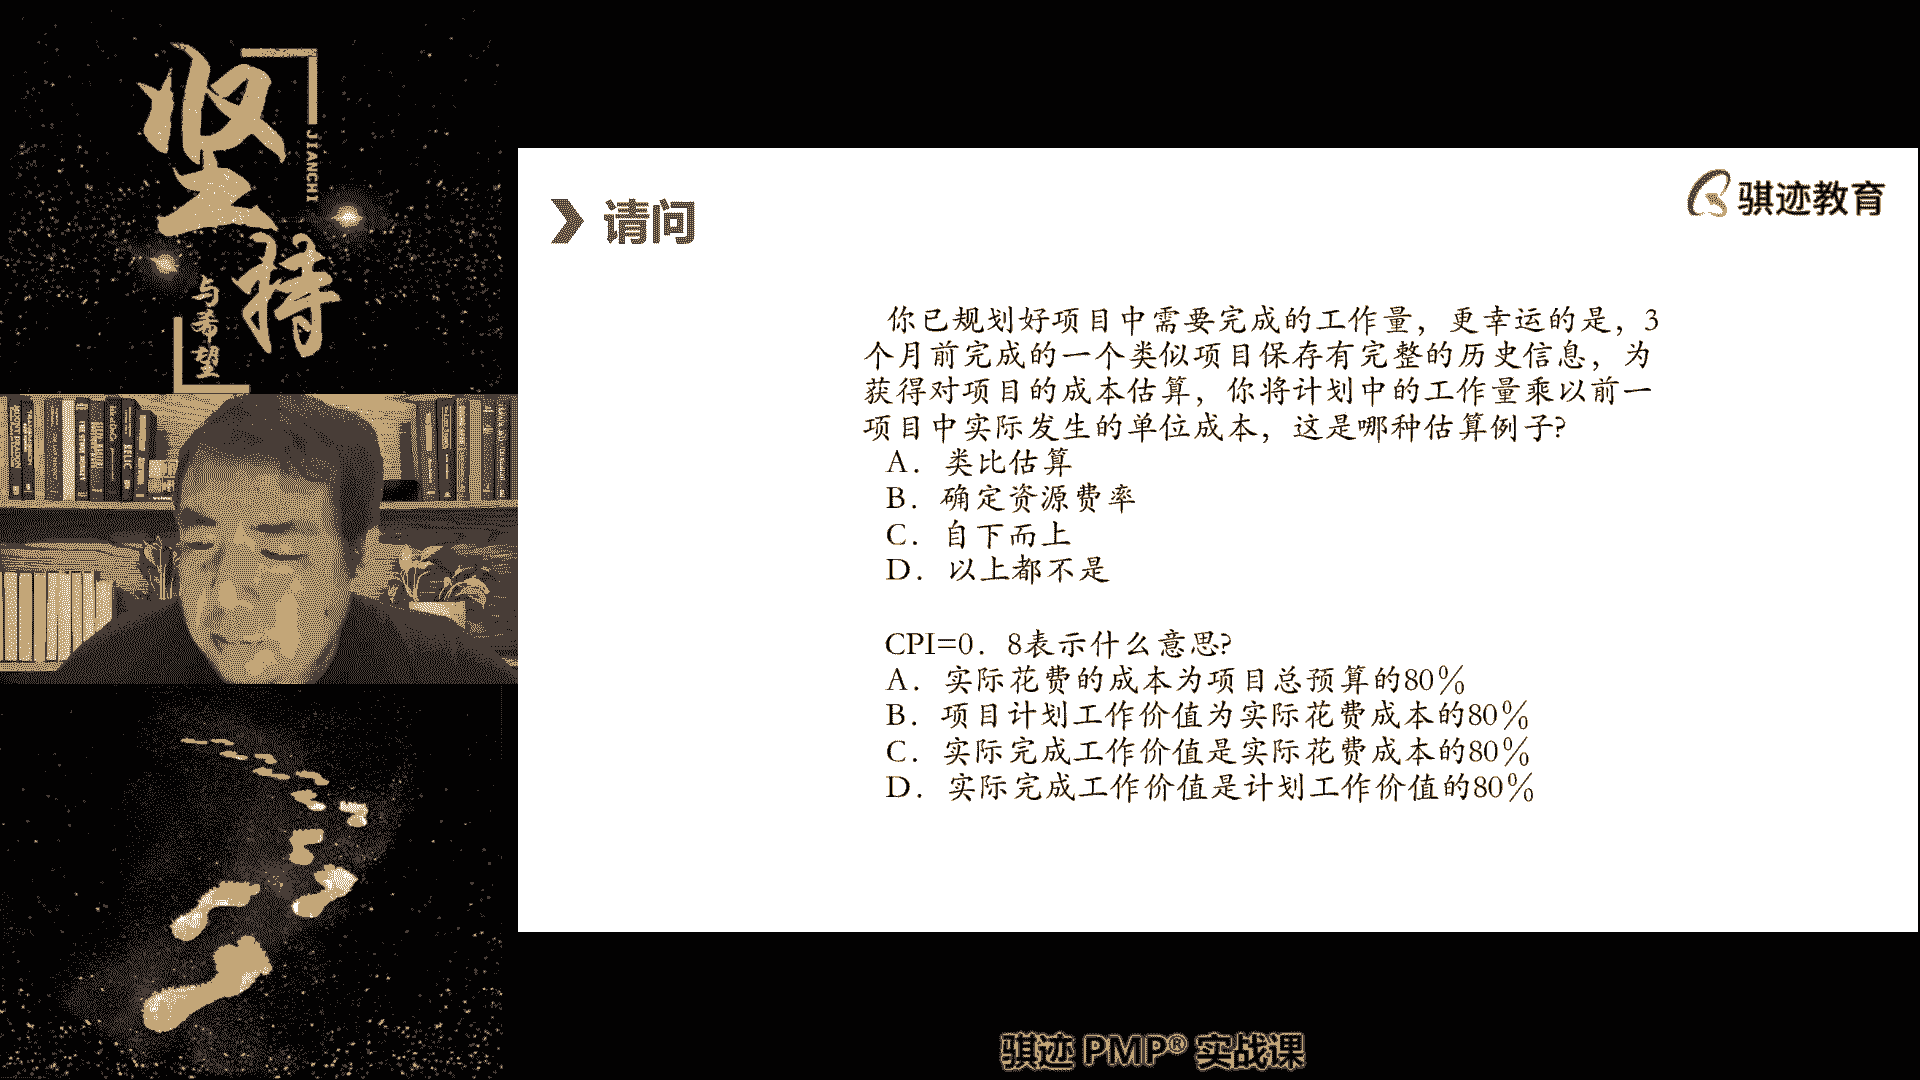 坚持
JIANCHI
与希望
请问
骐迹教育
你已规划好项目中需要完成的工作量，更幸运的是，3
个月前完成的一个类似项目保存有完整的历史信息，为
获得对项目的成本估算，你将计划中的工作量乘以前一
项目中实际发生的单位成本，这是哪种估算例子?
A．类比估算
B．确定资源费率
C．自下而上
D．以上都不是
CPI=0．8表示什么意思?
A．实际花费的成本为项目总预算的80%
B．项目计划工作价值为实际花费成本的80%
C．实际完成工作价值是实际花费成本的80%
D．实际完成工作价值是计划工作价值的80%
骐迹 PMP® 实战课